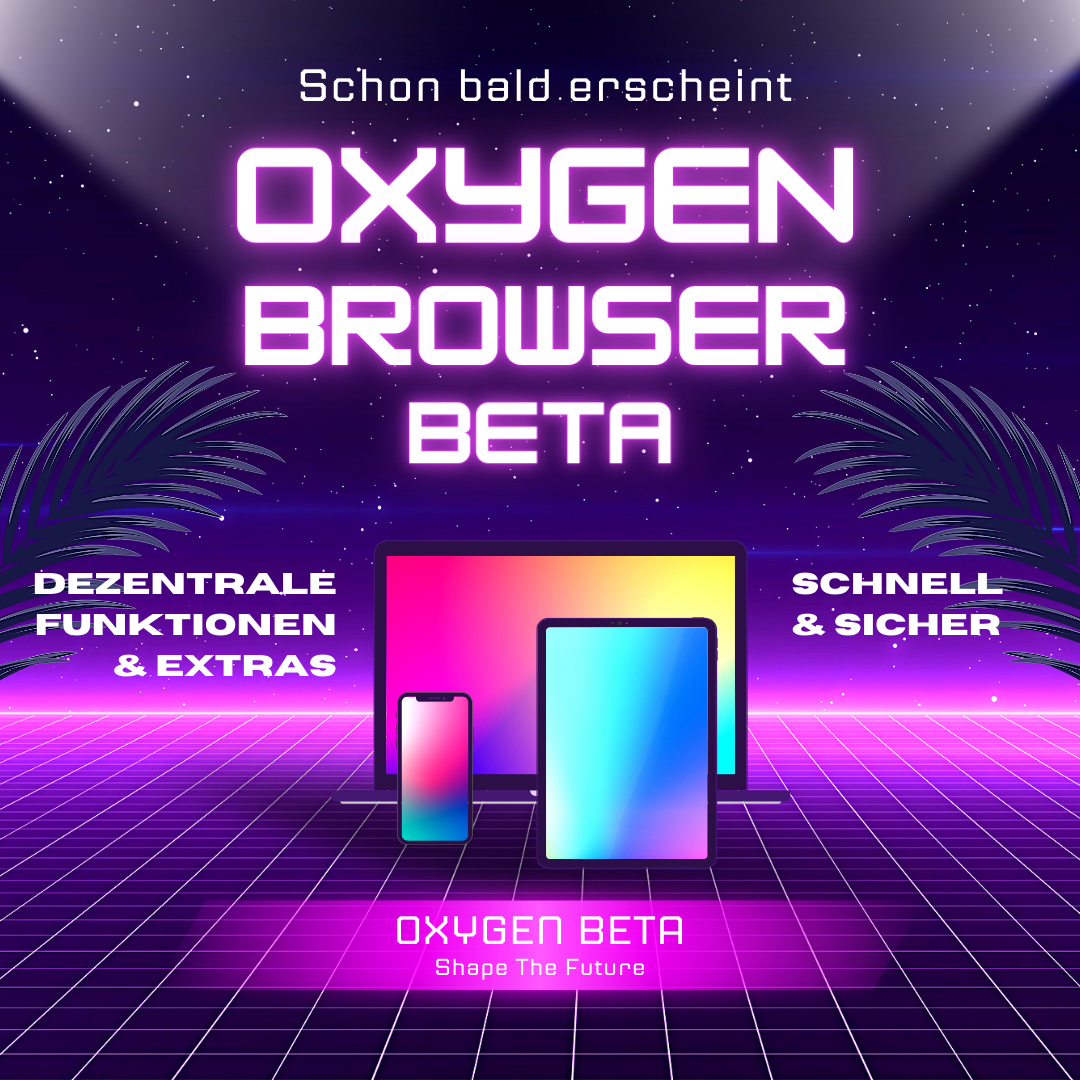 Schon bald erscheint
OXYGEN
BROWSER
BETA
DEZENTRALE
FUNKTIONEN
& EXTRAS
SCHNELL
& SICHER
OXYGEN BETA
Shape The Future